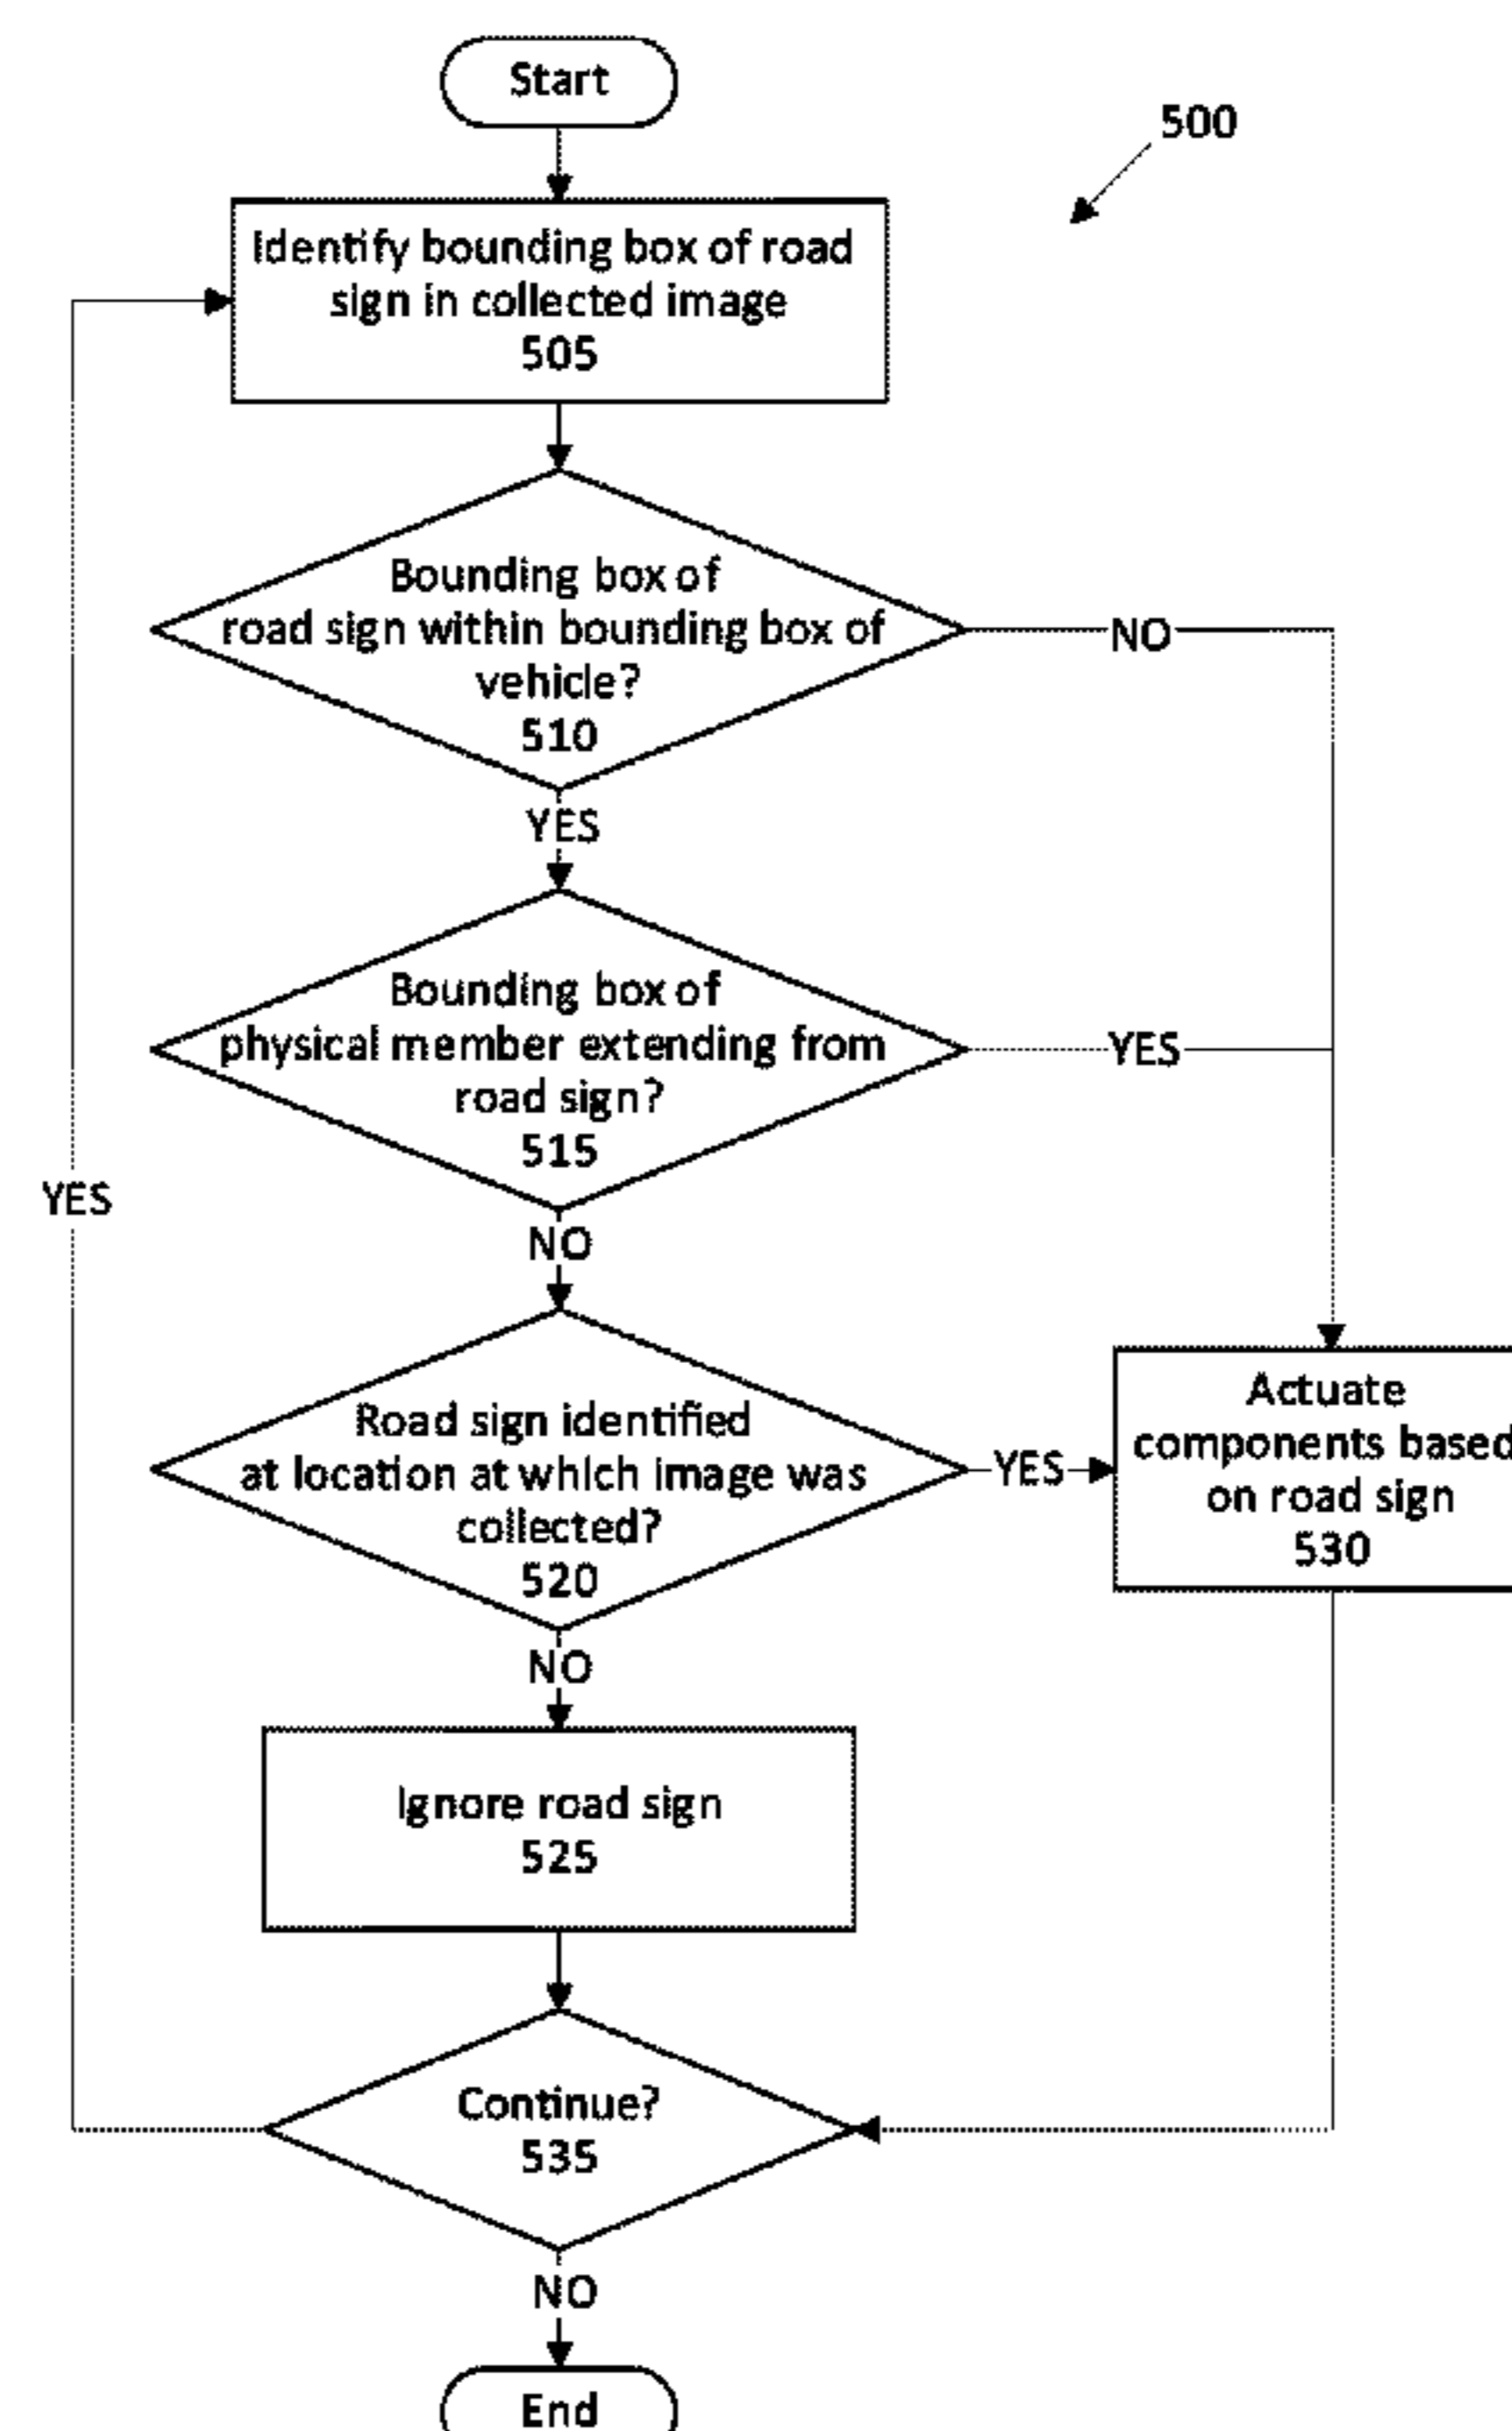 Start
500
Identify bounding box of road
sign in collected image
505
Bounding box of
road sign within bounding box of
vehicle?
510
NO
YES
Bounding box of
physical member extending from
road sign?
515
YES
YES
NO
Road sign identified
at location at which image was
collected?
520
YES
Actuate
components based
on road sign
530
NO
Ignore road sign
525
Continue?
535
NO
End